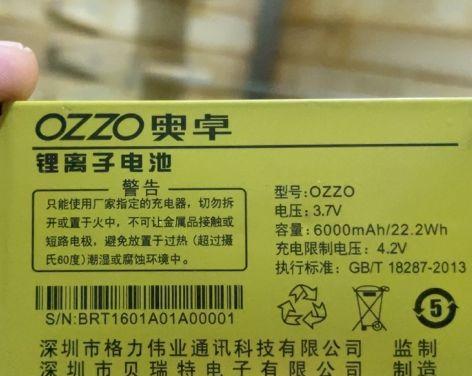 OZZO奥卓
锂离子电池
警告
只能使用厂家指定的充电器，切勿拆
开或置于火中，不可让金属品接触或
短路电极，避免放置于过热（超过摄
氏60度）潮湿或腐蚀环境中。
型号：OZZO
电压：3.7V
容量：6000mAh/22.2Wh
充电限制电压：4.2V
执行标准：GB/T 18287-2013
S/N:BRT1601A01A00001
5
深圳市格力伟业通讯科技有限公司 监制
深圳市贝瑞特电子有限公司 制